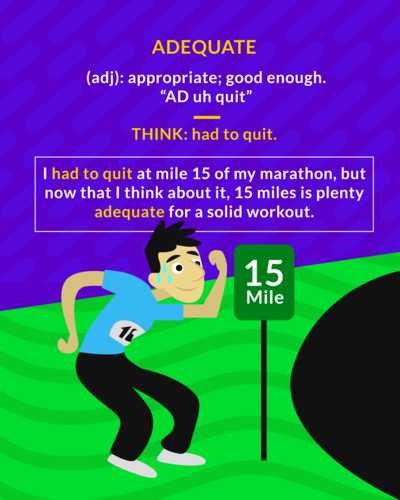 ADEQUATE
(adj): appropriate; good enough.
“AD uh quit”
THINK: had to quit.
I had to quit at mile 15 of my marathon, but
now that I think about it, 15 miles is plenty
adequate for a solid workout.
15
Mile